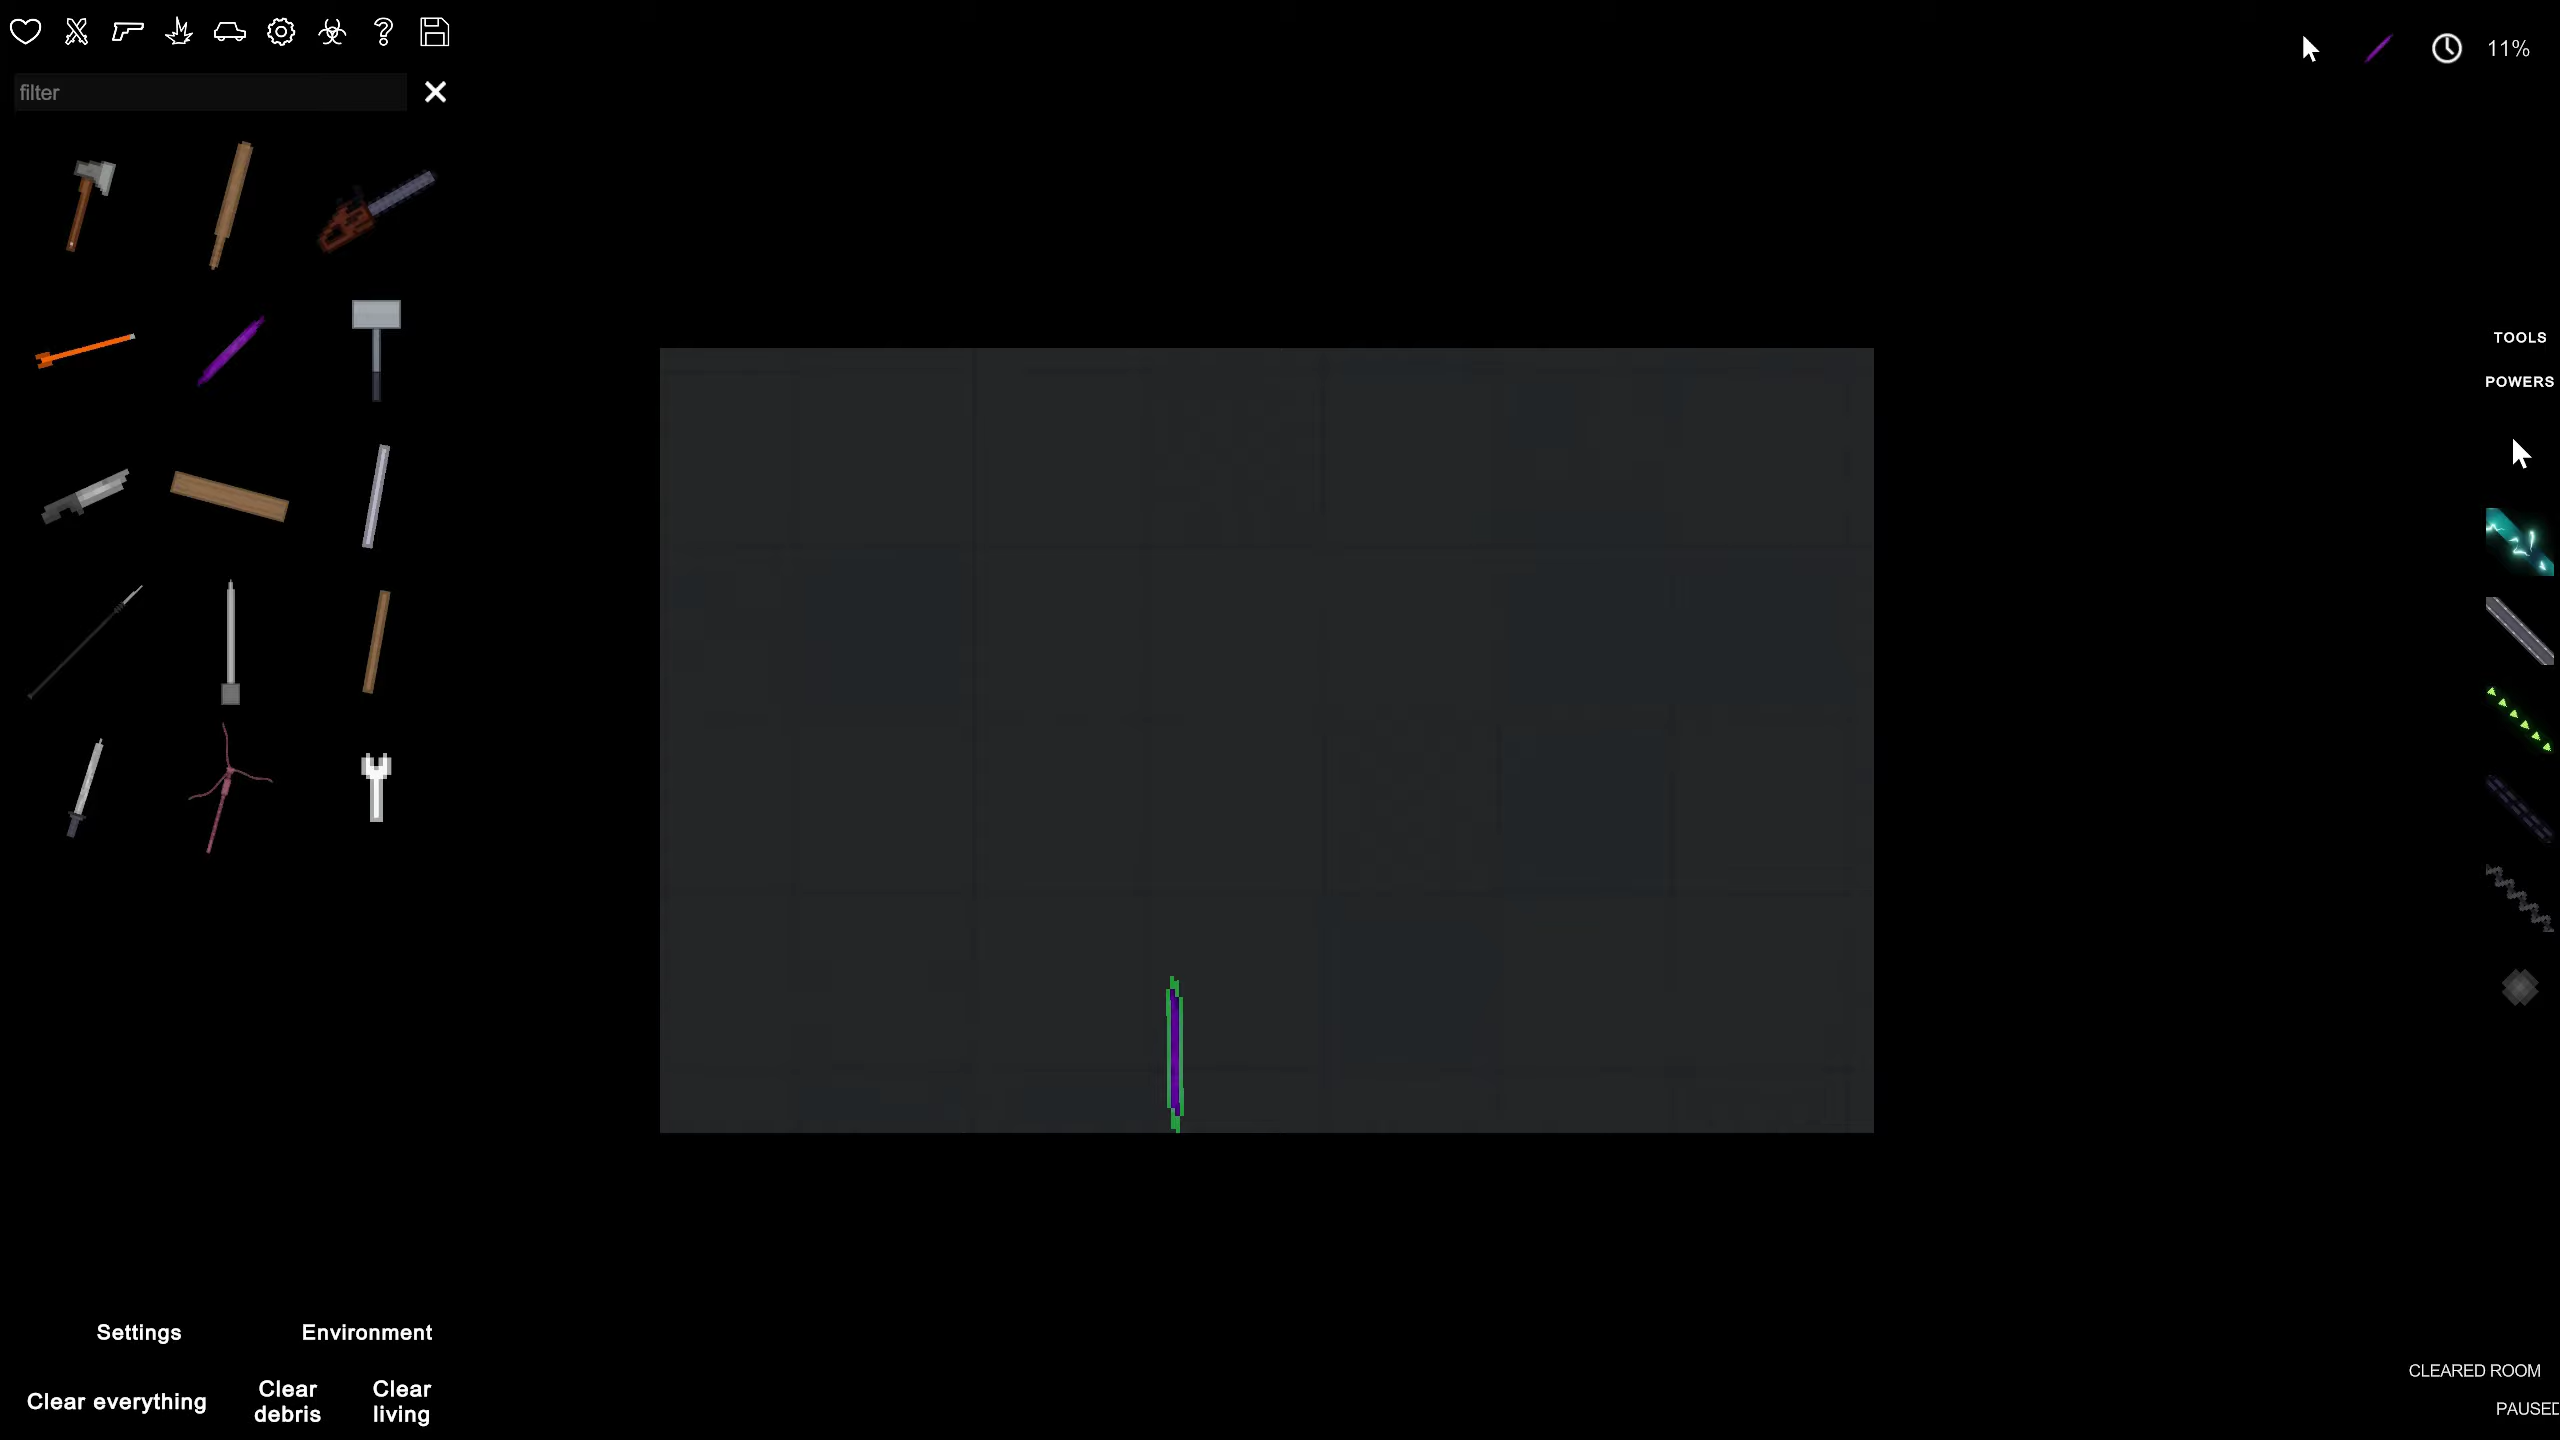 filter
11%
TOOLS
POWERS
Settings
Environment
Clear everything
Clear
debris
Clear
living
CLEARED ROOM
PAUSED